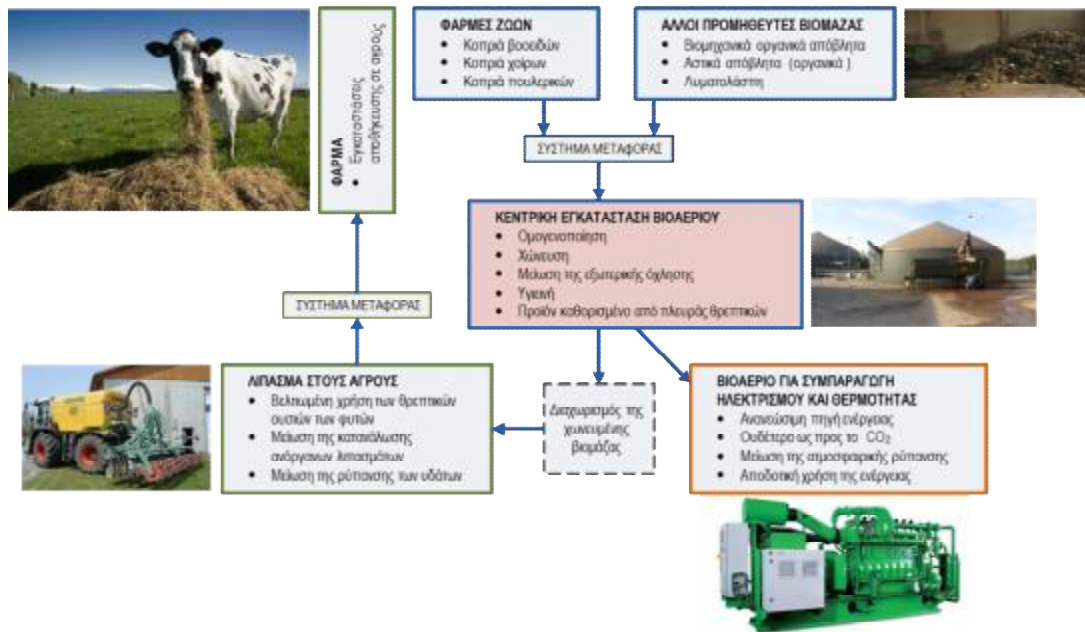 ΦΑΡΜΕΣ ΖΩΩΝ
• Κοπριά βοοειδών
• Κοπριά χοίρων
• Κοπριά πουλερικών
ΑΛΛΟΙ ΠΡΟΜΗΘΕΥΤΕΣ ΒΙΟΜΑΖΑΣ
• Βιομηχανικά οργανικά απόβλητα
• Αστικά απόβλητα (οργανικά)
• Λυματολάσπη
ΣΥΣΤΗΜΑ ΜΕΤΑΦΟΡΑΣ
ΦΑΡΜΑ
• Εγκαταστάσεις
αποθήκευσης σε αγρούς
ΚΕΝΤΡΙΚΗ ΕΓΚΑΤΑΣΤΑΣΗ ΒΙΟΑΕΡΙΟΥ
• Ομογενοποίηση
• Χώνευση
• Μείωση της εξωτερικής όχλησης
• Υγιεινή
• Προϊόν καθορισμένο από πλευράς θρεπτικών
ΣΥΣΤΗΜΑ ΜΕΤΑΦΟΡΑΣ
ΛΙΠΑΣΜΑ ΣΤΟΥΣ ΑΓΡΟΥΣ
• Βελτιωμένη χρήση των θρεπτικών
ουσιών των φυτών
• Μείωση της κατανάλωσης
ανόργανων λιπασμάτων
• Μείωση της ρύπανσης των υδάτων
Διαχωρισμός της
χωνευμένης
βιομάζας
ΒΙΟΑΕΡΙΟ ΓΙΑ ΣΥΜΠΑΡΑΓΩΓΗ
ΗΛΕΚΤΡΙΣΜΟΥ ΚΑΙ ΘΕΡΜΟΤΗΤΑΣ
• Ανανεώσιμη πηγή ενέργειας
• Ουδέτερο ως προς το CO₂
• Μείωση της ατμοσφαιρικής ρύπανσης
• Αποδοτική χρήση της ενέργειας